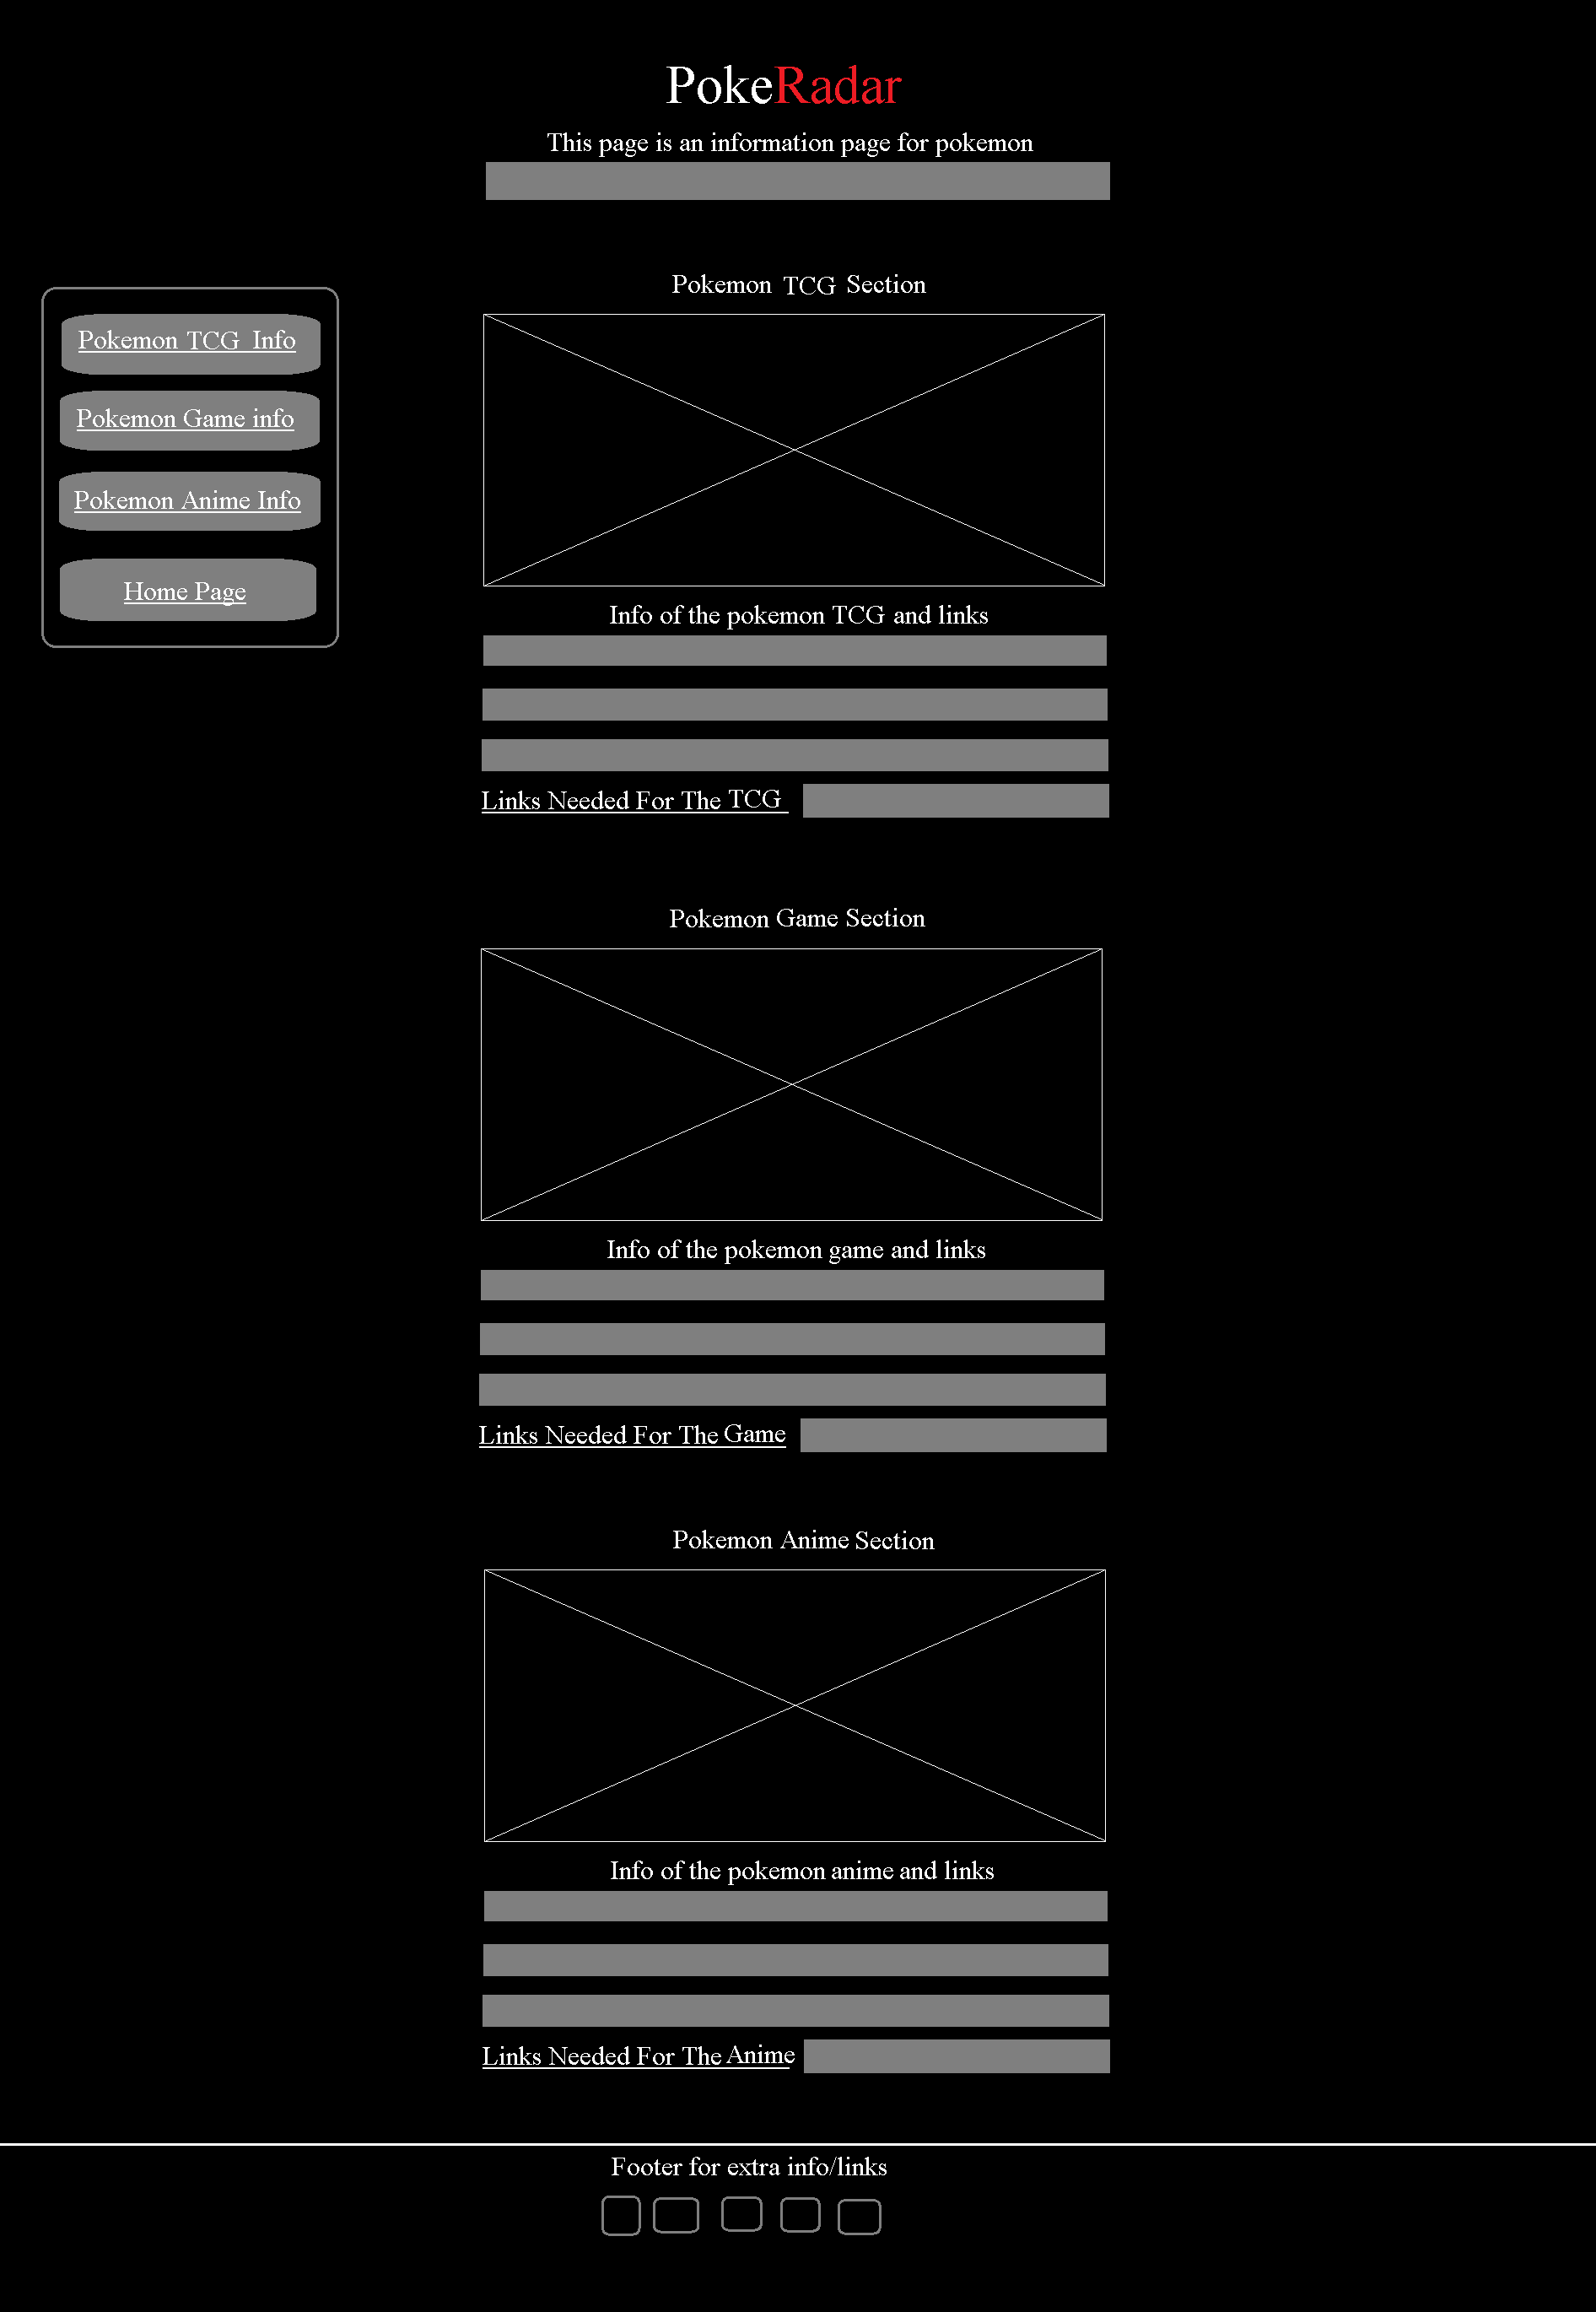 PokeRadar
This page is an information page for pokemon
Pokemon TCG Info
Pokemon Game info
Pokemon Anime Info
Home Page
Pokemon TCG Section
Info of the pokemon TCG and links
Links Needed For The TCG
Pokemon Game Section
Info of the pokemon game and links
Links Needed For The Game
Pokemon Anime Section
Info of the pokemon anime and links
Links Needed For The Anime
Footer for extra info/links